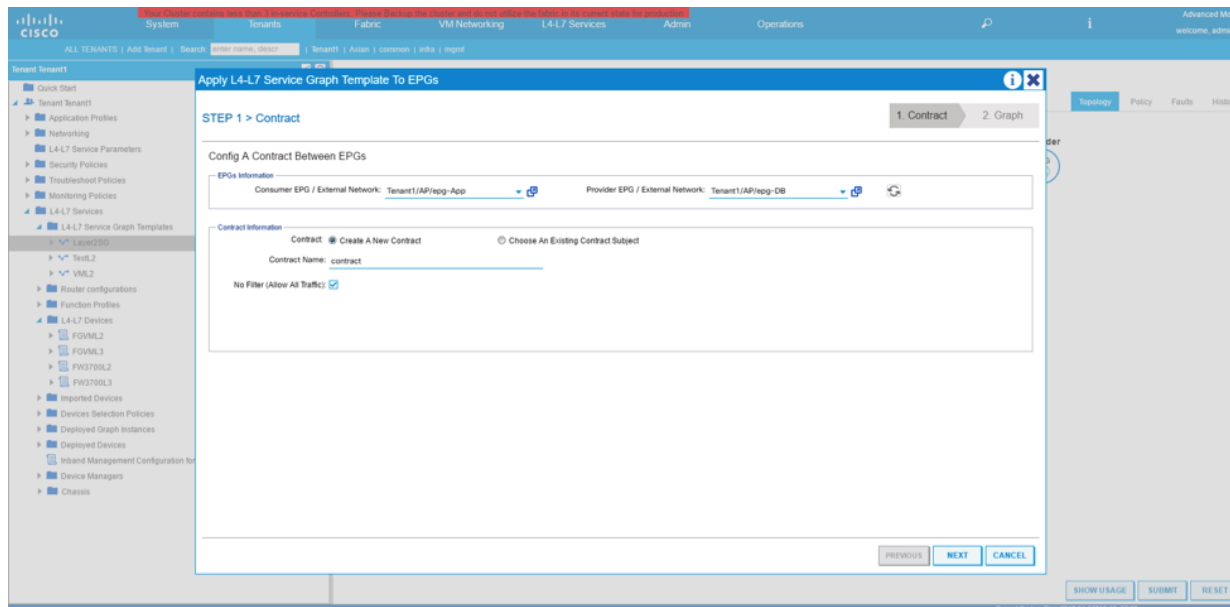 Your Cluster contains less than 3 in-service Controllers. Please Backup the cluster and do not utilize the fabric in its current state for production
CISCO
System Tenants Fabric VM Networking L4-L7 Services Admin Operations
i
Advanced Mo
welcome, admi
ALL TENANTS | Add Tenant | Search: enter name, descr | Tenant1 | Asian | common | infra | mgmt
Tenant Tenant1
Quick Start
Tenant Tenant1
Application Profiles
Networking
L4-L7 Service Parameters
Security Policies
Troubleshoot Policies
Monitoring Policies
L4-L7 Services
L4-L7 Service Graph Templates
Layer2SG
TestL2
VML2
Router configurations
Function Profiles
L4-L7 Devices
FGVML2
FGVML3
FW3700L2
FW3700L3
Imported Devices
Devices Selection Policies
Deployed Graph Instances
Deployed Devices
Inband Management Configuration for
Device Managers
Chassis
Apply L4-L7 Service Graph Template To EPGs
STEP 1 > Contract
1. Contract 2. Graph
Config A Contract Between EPGs
EPGs Information
Consumer EPG / External Network: Tenant1/AP/epg-App Provider EPG / External Network: Tenant1/AP/epg-DB
Contract Information
Contract: Create A New Contract Choose An Existing Contract Subject
Contract Name: contract
No Filter (Allow All Traffic):
PREVIOUS NEXT CANCEL
Topology Policy Faults Histo
der
SHOW USAGE SUBMIT RESET